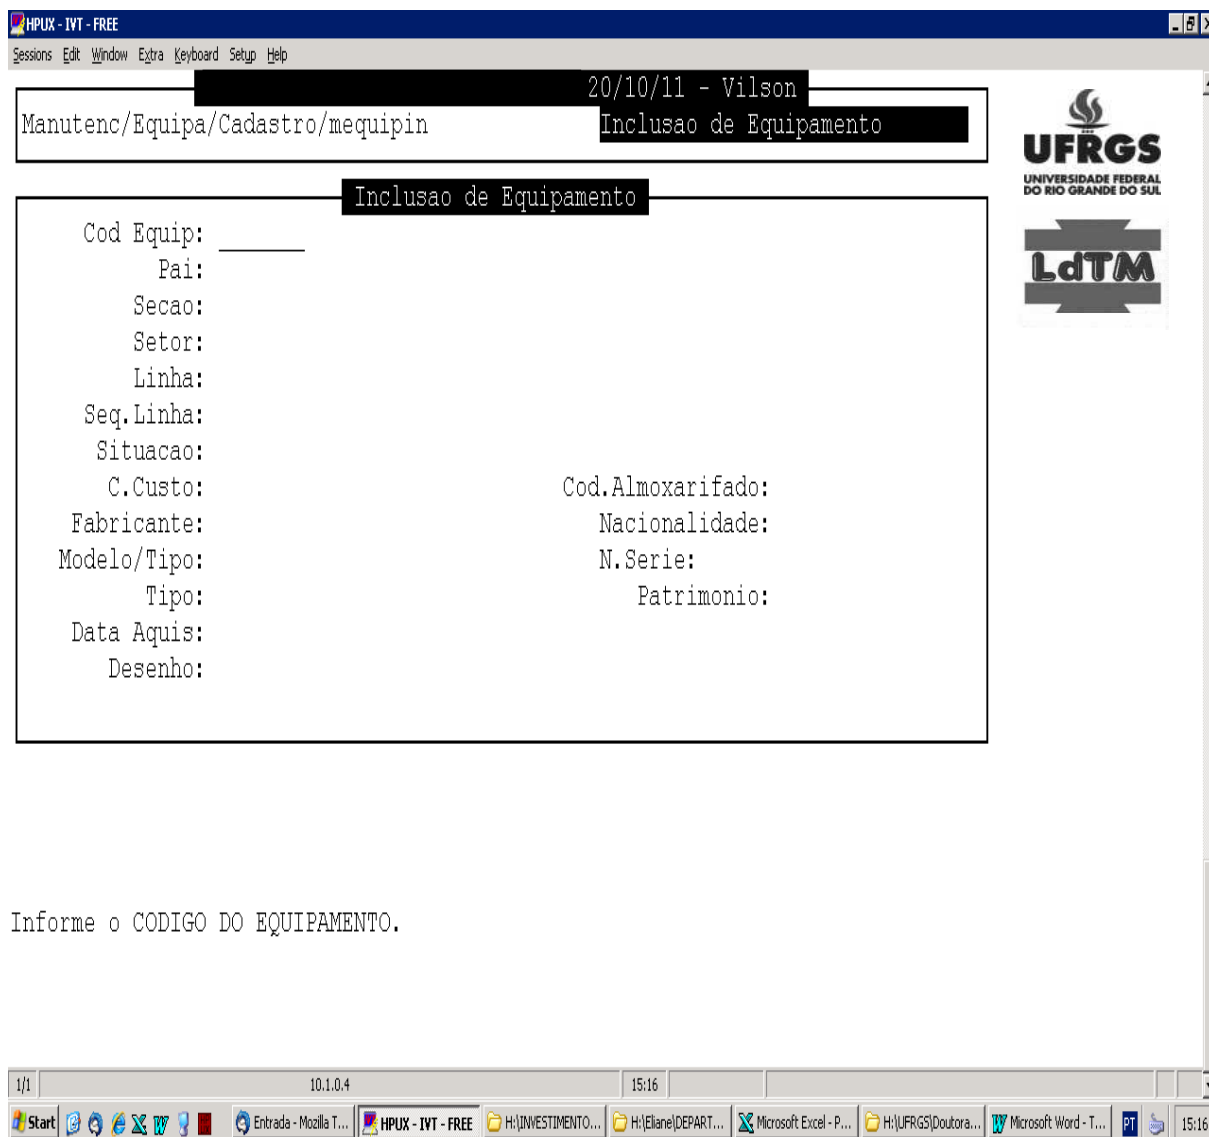 HPUX - IVT - FREE
Sessions Edit Window Extra Keyboard Setup Help
20/10/11 - Vilson
Manutenc/Equipa/Cadastro/mequipin Inclusao de Equipamento
UFRGS
UNIVERSIDADE FEDERAL
DO RIO GRANDE DO SUL
LdTM
Inclusao de Equipamento
Cod Equip:
Pai:
Secao:
Setor:
Linha:
Seq.Linha:
Situacao:
C.Custo: Cod.Almoxarifado:
Fabricante: Nacionalidade:
Modelo/Tipo: N.Serie:
Tipo: Patrimonio:
Data Aquis:
Desenho:
Informe o CODIGO DO EQUIPAMENTO.
1/1 10.1.0.4 15:16
Start Entrada - Mozilla T... HPUX - IVT - FREE H:\INVESTIMENTO... H:\Eliane\DEPART... Microsoft Excel - P... H:\UFRGS\Doutora... Microsoft Word - T... PT 15:16